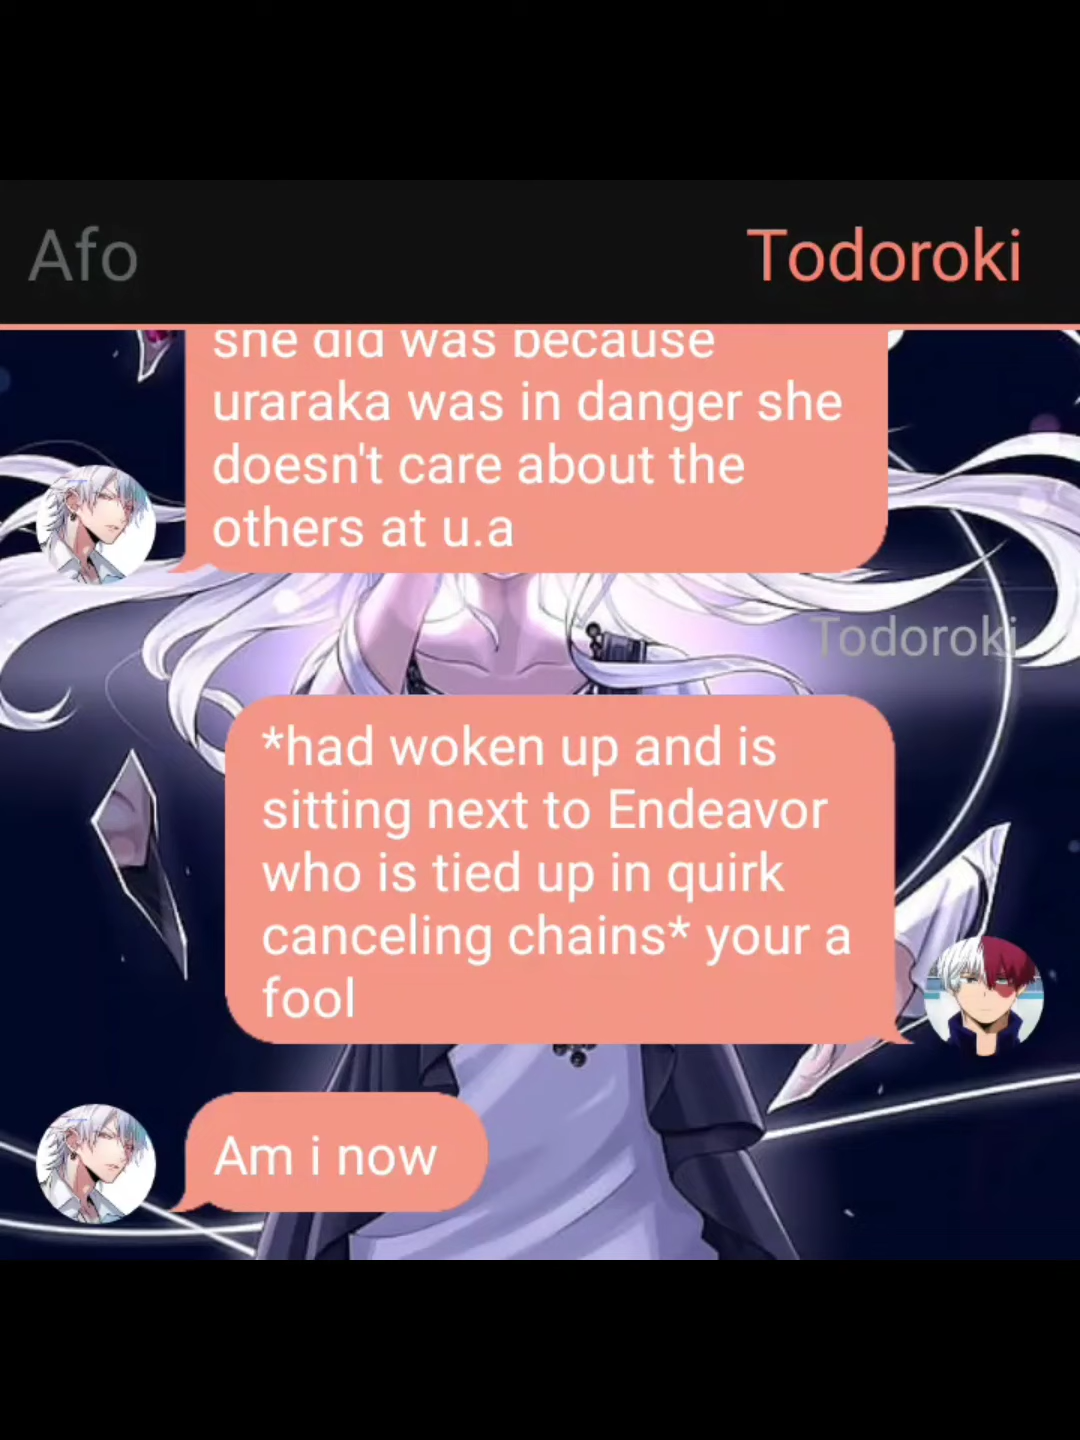 Afo
Todoroki
she did was because
uraraka was in danger she
doesn't care about the
others at u.a
Todoroki
*had woken up and is
sitting next to Endeavor
who is tied up in quirk
canceling chains* your a
fool
Am i now